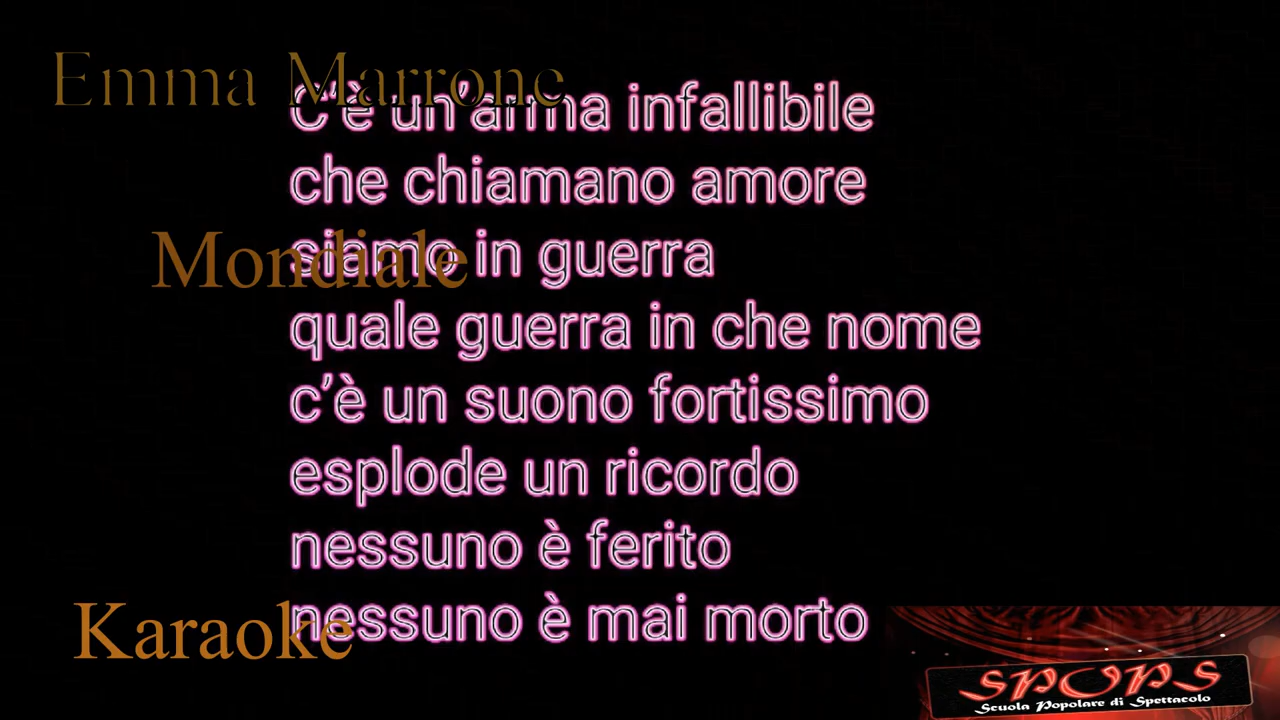 Emma Marrone
C'è un'arma infallibile
che chiamano amore
Mondiale
siamo in guerra
quale guerra in che nome
c'è un suono fortissimo
esplode un ricordo
nessuno è ferito
Karaoke
nessuno è mai morto
SPOPS
Scuola Popolare di Spettacolo